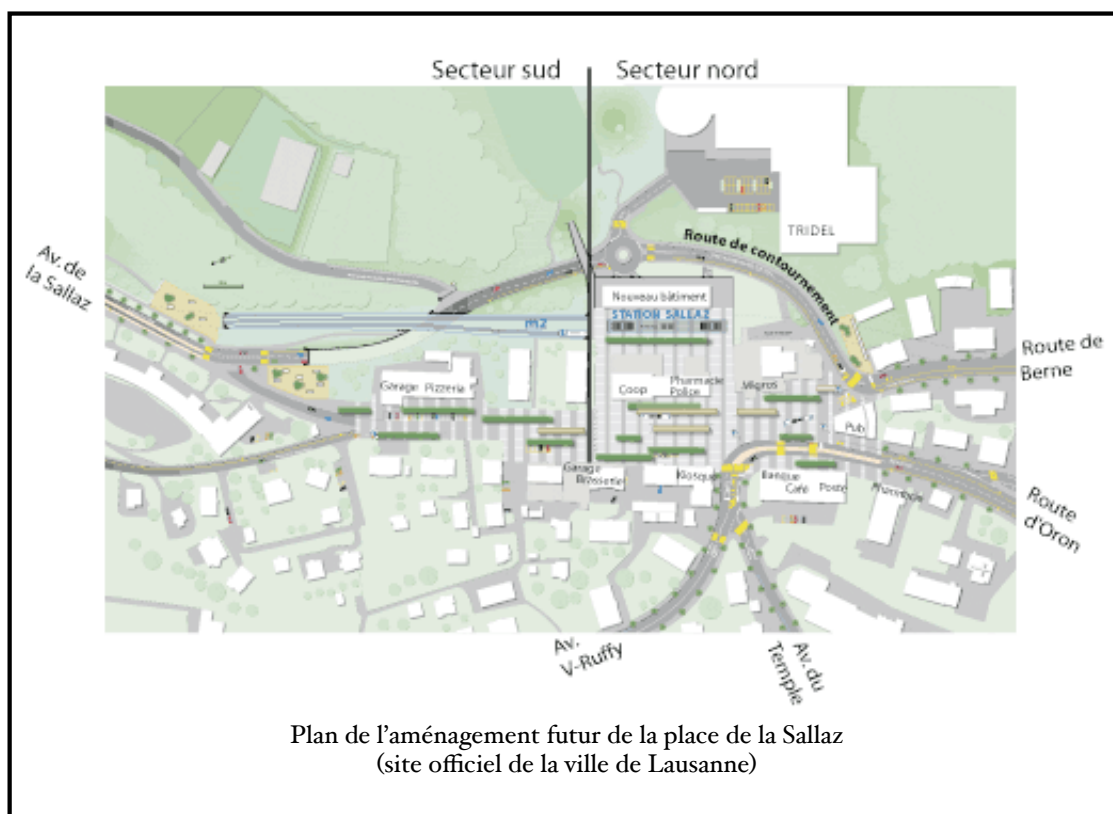 Secteur sud
Secteur nord
TRIDEL
Route de contournement
Av. de
la Sallaz
Nouveau bâtiment
STATION SALLAZ
m2
Route de
Berne
Garage Pizzeria
Coop
Pharmacie
Police
Migros
Pub
Garage
Brasserie
Kiosque
Banque
Café
Poste
Pharmacie
Route
d'Oron
Av.
V-Ruffy
Av. du
Temple
Plan de l'aménagement futur de la place de la Sallaz
(site officiel de la ville de Lausanne)